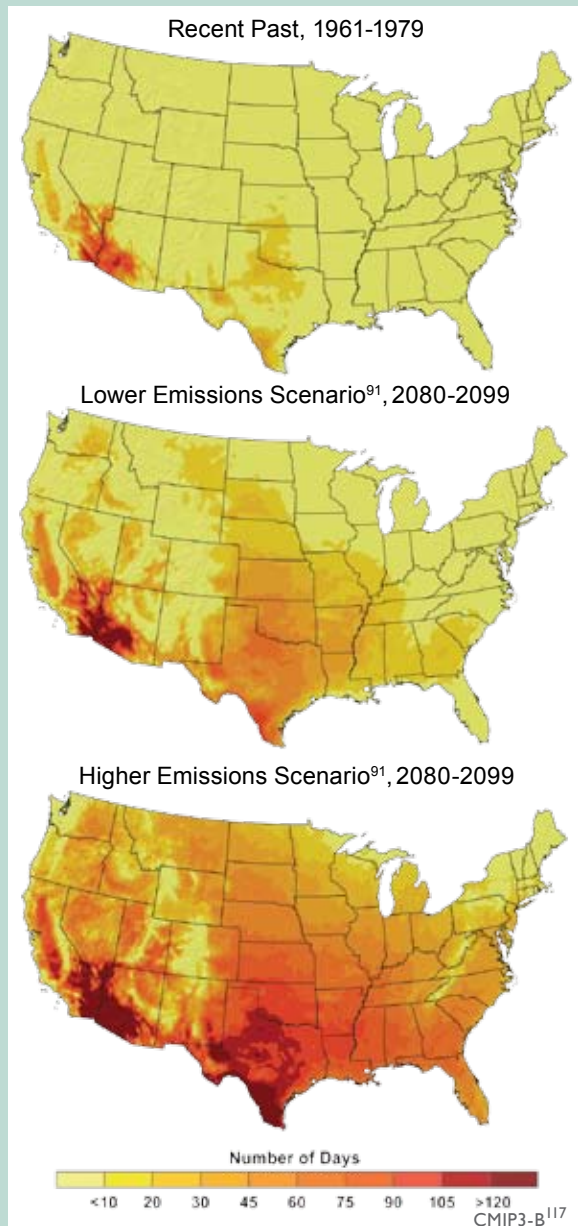 Recent Past, 1961-1979
Lower Emissions Scenario⁹¹, 2080-2099
Higher Emissions Scenario⁹¹, 2080-2099
Number of Days
<10 20 30 45 60 75 90 105 >120
CMIP3-B¹¹⁷